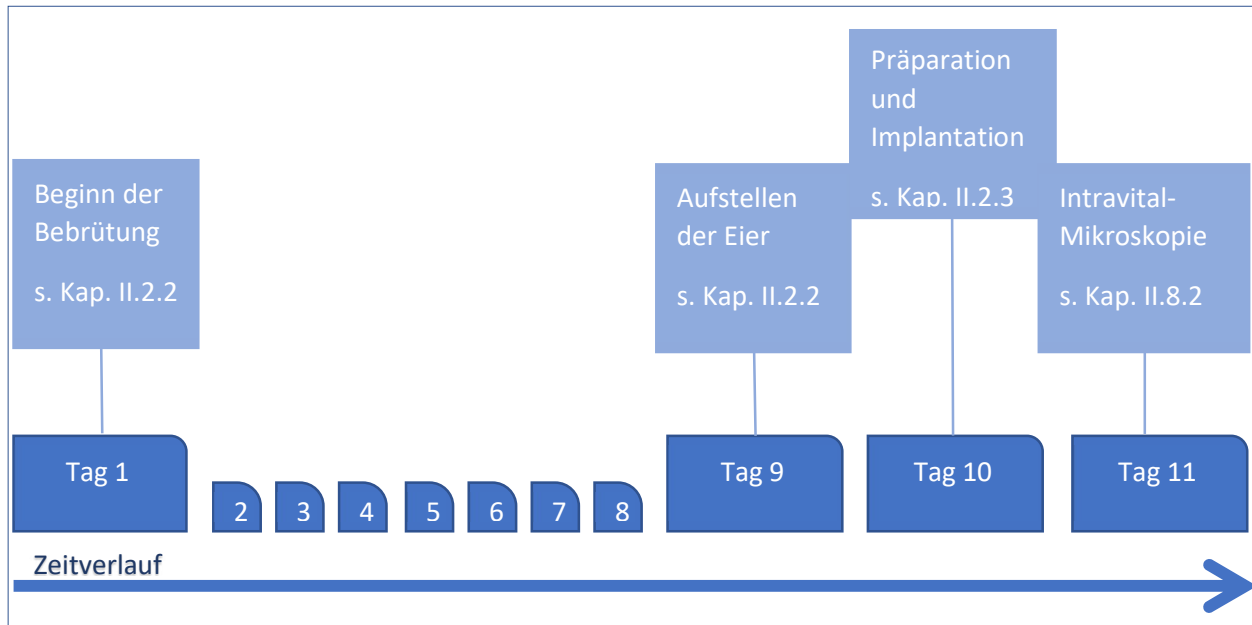 Beginn der
Bebrütung
s. Kap. II.2.2
Aufstellen
der Eier
s. Kap. II.2.2
Präparation
und
Implantation
s. Kap. II.2.3
Intravital-
Mikroskopie
s. Kap. II.8.2
Tag 1
2
3
4
5
6
7
8
Tag 9
Tag 10
Tag 11
Zeitverlauf